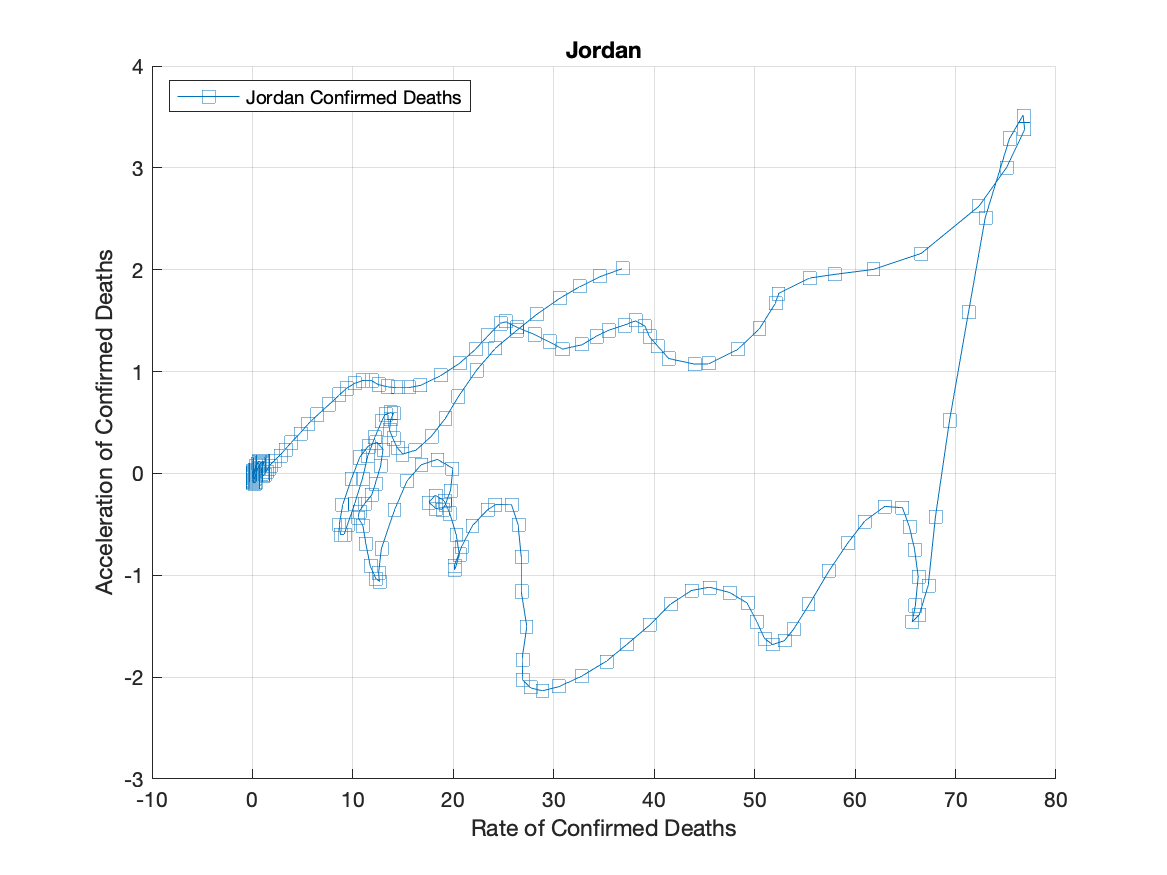 Jordan
Jordan Confirmed Deaths
4
3
2
1
0
-1
-2
-3
Acceleration of Confirmed Deaths
-10 0 10 20 30 40 50 60 70 80
Rate of Confirmed Deaths